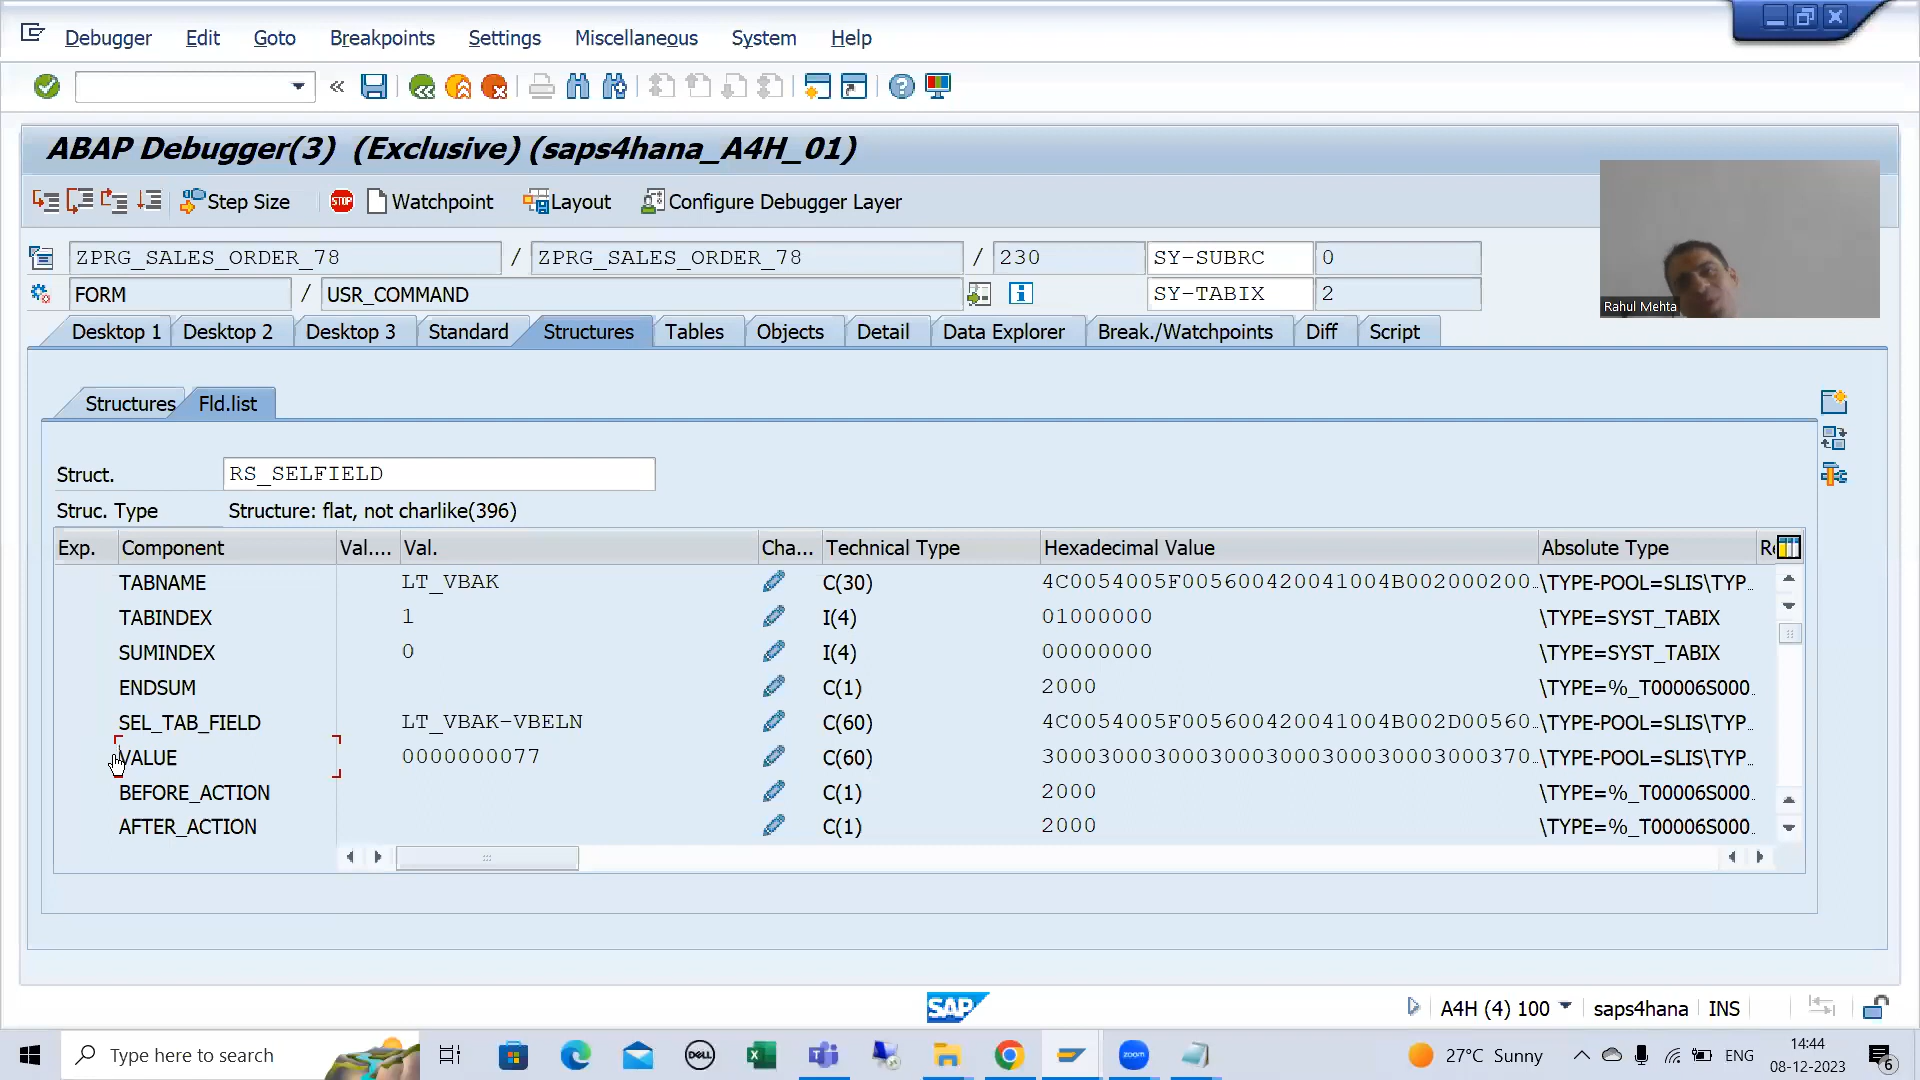 Debugger Edit Goto Breakpoints Settings Miscellaneous System Help
ABAP Debugger(3) (Exclusive) (saps4hana_A4H_01)
Step Size STOP Watchpoint Layout Configure Debugger Layer
ZPRG_SALES_ORDER_78 / ZPRG_SALES_ORDER_78 / 230 SY-SUBRC 0
FORM / USR_COMMAND SY-TABIX 2
Rahul Mehta
Desktop 1 Desktop 2 Desktop 3 Standard Structures Tables Objects Detail Data Explorer Break./Watchpoints Diff Script
Structures Fld.list
Struct. RS_SELFIELD
Struc. Type Structure: flat, not charlike(396)
Exp. Component Val.... Val. Cha... Technical Type Hexadecimal Value Absolute Type
TABNAME LT_VBAK C(30) 4C0054005F005600420041004B002000200... \TYPE-POOL=SLIS\TYP...
TABINDEX 1 I(4) 01000000 \TYPE=SYST_TABIX
SUMINDEX 0 I(4) 00000000 \TYPE=SYST_TABIX
ENDSUM C(1) 2000 \TYPE=%_T00006S000...
SEL_TAB_FIELD LT_VBAK-VBELN C(60) 4C0054005F005600420041004B002D00560... \TYPE-POOL=SLIS\TYP...
VALUE 0000000077 C(60) 30003000300030003000300030003000370... \TYPE-POOL=SLIS\TYP...
BEFORE_ACTION C(1) 2000 \TYPE=%_T00006S000...
AFTER_ACTION C(1) 2000 \TYPE=%_T00006S000...
SAP A4H (4) 100 saps4hana INS
Type here to search DELL zoom 27°C Sunny ENG 14:44
08-12-2023 6